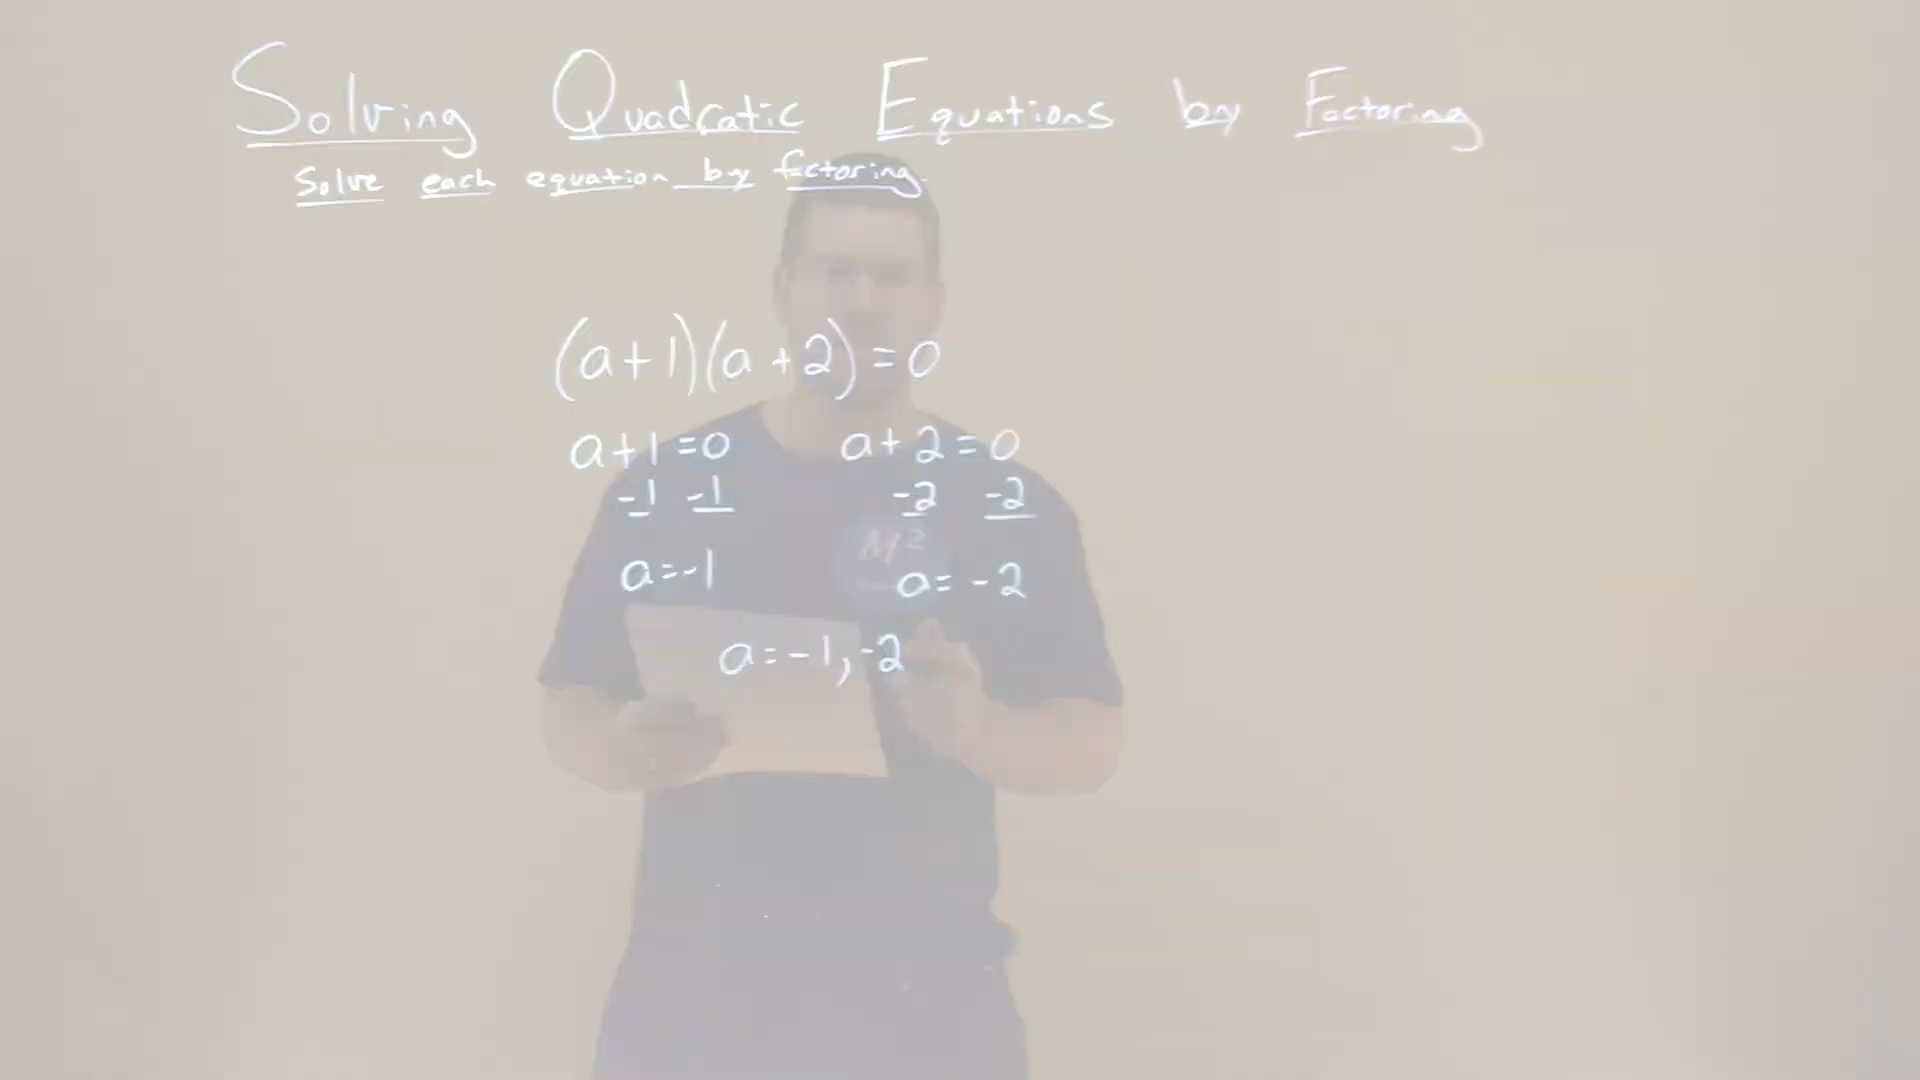 Solving Quadratic Equations by Factoring
Solve each equation by factoring.
(a+1)(a+2)=0
a+1=0 a+2=0
-1 -1 -2 -2
M²
a=-1 a=-2
a=-1,-2